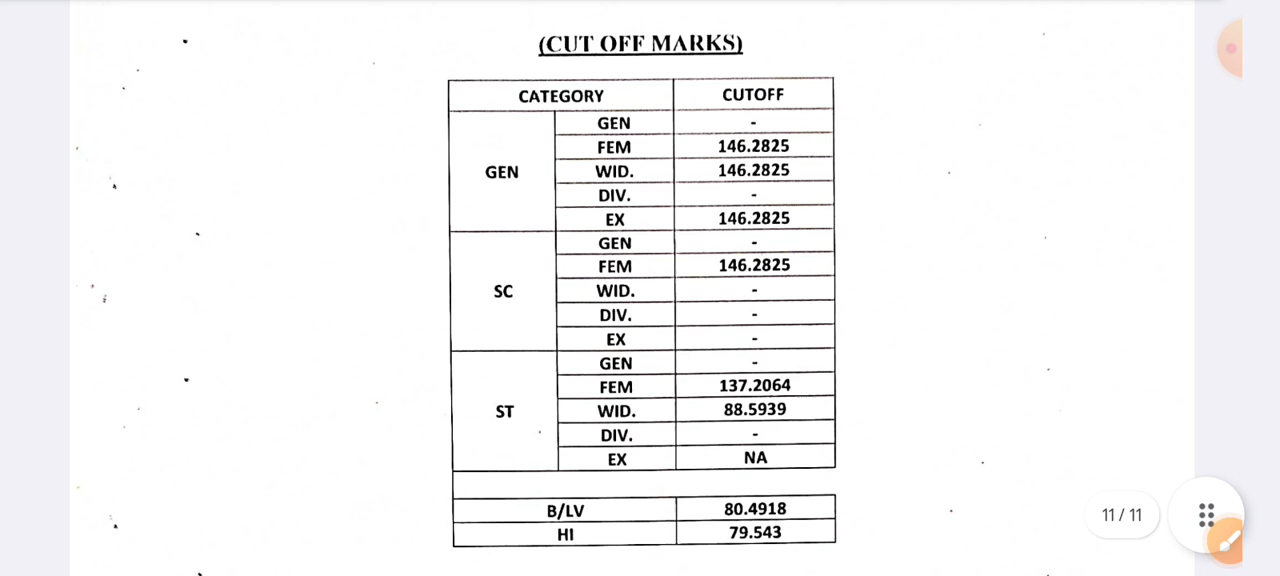 (CUT OFF MARKS)
CATEGORY CUTOFF
GEN GEN -
FEM 146.2825
WID. 146.2825
DIV. -
EX 146.2825
SC GEN -
FEM 146.2825
WID. -
DIV. -
EX -
ST GEN -
FEM 137.2064
WID. 88.5939
DIV. -
EX NA
B/LV 80.4918
HI 79.543
11 / 11